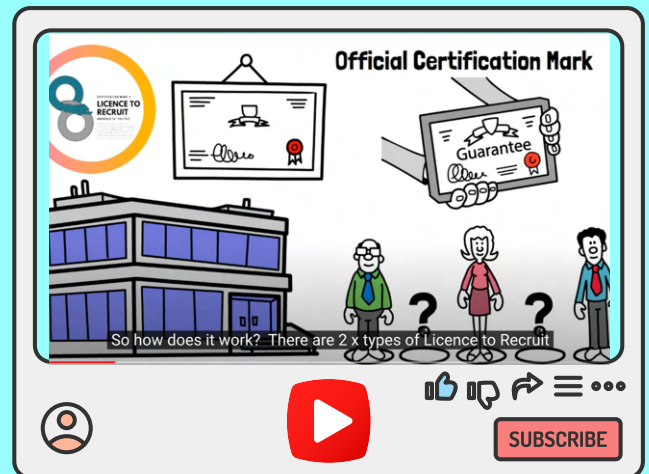 Official Certification Mark
LICENCE TO
RECRUIT
Guarantee
So how does it work? There are 2 x types of Licence to Recruit
SUBSCRIBE